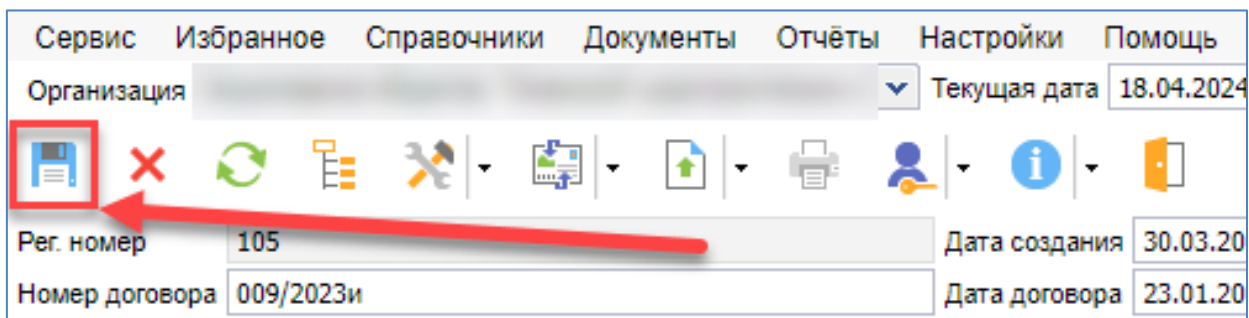 Сервис Избранное Справочники Документы Отчёты Настройки Помощь
Организация Текущая дата 18.04.2024
Рег. номер 105 Дата создания 30.03.20
Номер договора 009/2023и Дата договора 23.01.20